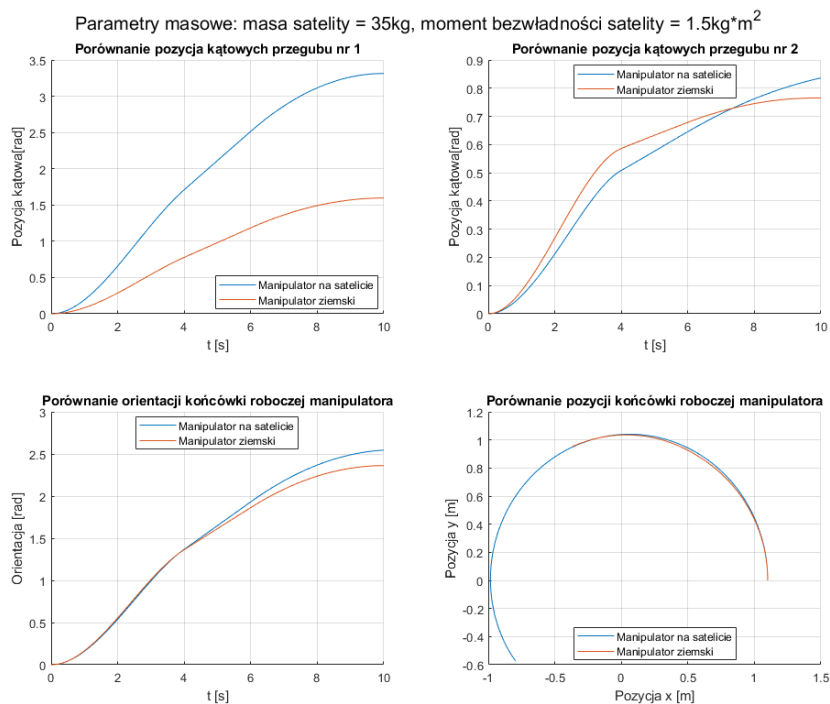 Parametry masowe: masa satelity = 35kg, moment bezwładności satelity = 1.5kg*m²
Porównanie pozycja kątowych przegubu nr 1
3.5
3
2.5
2
1.5
1
0.5
0
Pozycja kątowa[rad]
Manipulator na satelicie
Manipulator ziemski
0 2 4 6 8 10
t [s]
Porównanie pozycja kątowych przegubu nr 2
0.9
0.8
0.7
0.6
0.5
0.4
0.3
0.2
0.1
0
Pozycja kątowa[rad]
Manipulator na satelicie
Manipulator ziemski
0 2 4 6 8 10
t [s]
Porównanie orientacji końcówki roboczej manipulatora
3
2.5
2
1.5
1
0.5
0
Orientacja [rad]
Manipulator na satelicie
Manipulator ziemski
0 2 4 6 8 10
t [s]
Porównanie pozycji końcówki roboczej manipulatora
1.2
1
0.8
0.6
0.4
0.2
0
-0.2
-0.4
-0.6
Pozycja y [m]
Manipulator na satelicie
Manipulator ziemski
-1 -0.5 0 0.5 1 1.5
Pozycja x [m]